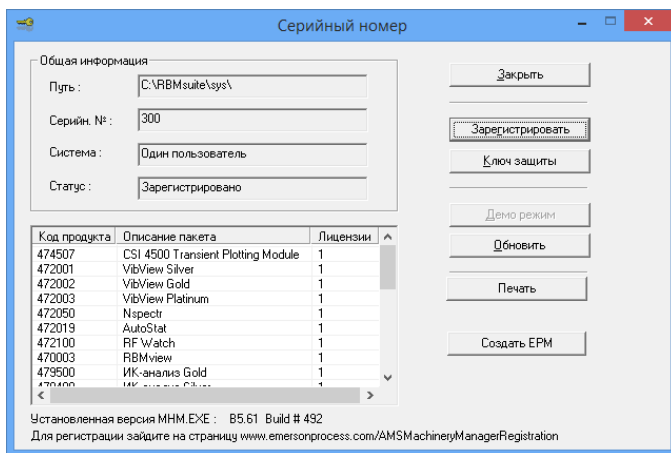 Серийный номер
Общая информация
Путь :
C:\RBMsuite\sys\
Серийн. № :
300
Система :
Один пользователь
Статус :
Зарегистрировано
Закрыть
Зарегистрировать
Ключ защиты
Демо режим
Обновить
Печать
Создать EPM
Код продукта Описание пакета Лицензии
474507 CSI 4500 Transient Plotting Module 1
472001 VibView Silver 1
472002 VibView Gold 1
472003 VibView Platinum 1
472050 Nspectr 1
472019 AutoStat 1
472100 RF Watch 1
470003 RBMview 1
479500 ИК-анализ Gold 1
Установленная версия MHM.EXE : B5.61 Build # 492
Для регистрации зайдите на страницу www.emersonprocess.com/AMSMachineryManagerRegistration